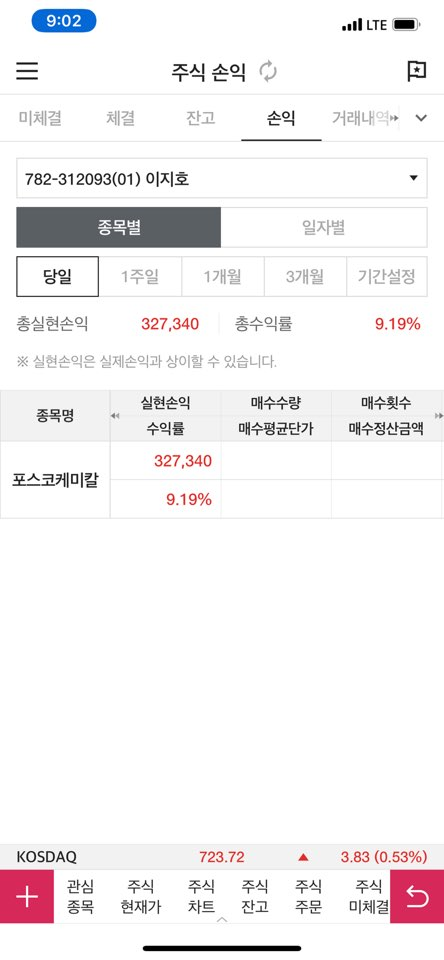 9:02
LTE
주식 손익
미체결 체결 잔고 손익 거래내역
782-312093(01) 이지호
종목별 일자별
당일 1주일 1개월 3개월 기간설정
총실현손익 327,340 총수익률 9.19%
※ 실현손익은 실제손익과 상이할 수 있습니다.
종목명 실현손익 매수수량 매수횟수
수익률 매수평균단가 매수정산금액
포스코케미칼 327,340
9.19%
KOSDAQ 723.72 ▲ 3.83 (0.53%)
관심 주식 주식 주식 주식 주식
종목 현재가 차트 잔고 주문 미체결